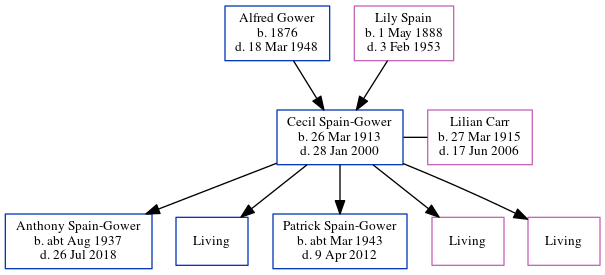 Alfred Gower
b. 1876
d. 18 Mar 1948
Lily Spain
b. 1 May 1888
d. 3 Feb 1953
Cecil Spain-Gower
b. 26 Mar 1913
d. 28 Jan 2000
Lilian Carr
b. 27 Mar 1915
d. 17 Jun 2006
Anthony Spain-Gower
b. abt Aug 1937
d. 26 Jul 2018
Living
Patrick Spain-Gower
b. abt Mar 1943
d. 9 Apr 2012
Living
Living